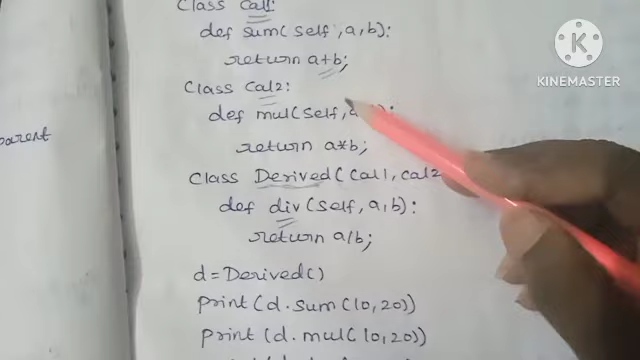 Class Cal1:
def sum(self, a, b):
return a+b;
Class Cal2:
def mul(self, a
return a*b;
Class Derived(Cal1, Cal2
def div(self, a, b):
return a/b;
d = Derived()
print(d.sum(10, 20))
print(d.mul(10, 20))
parent
KINEMASTER